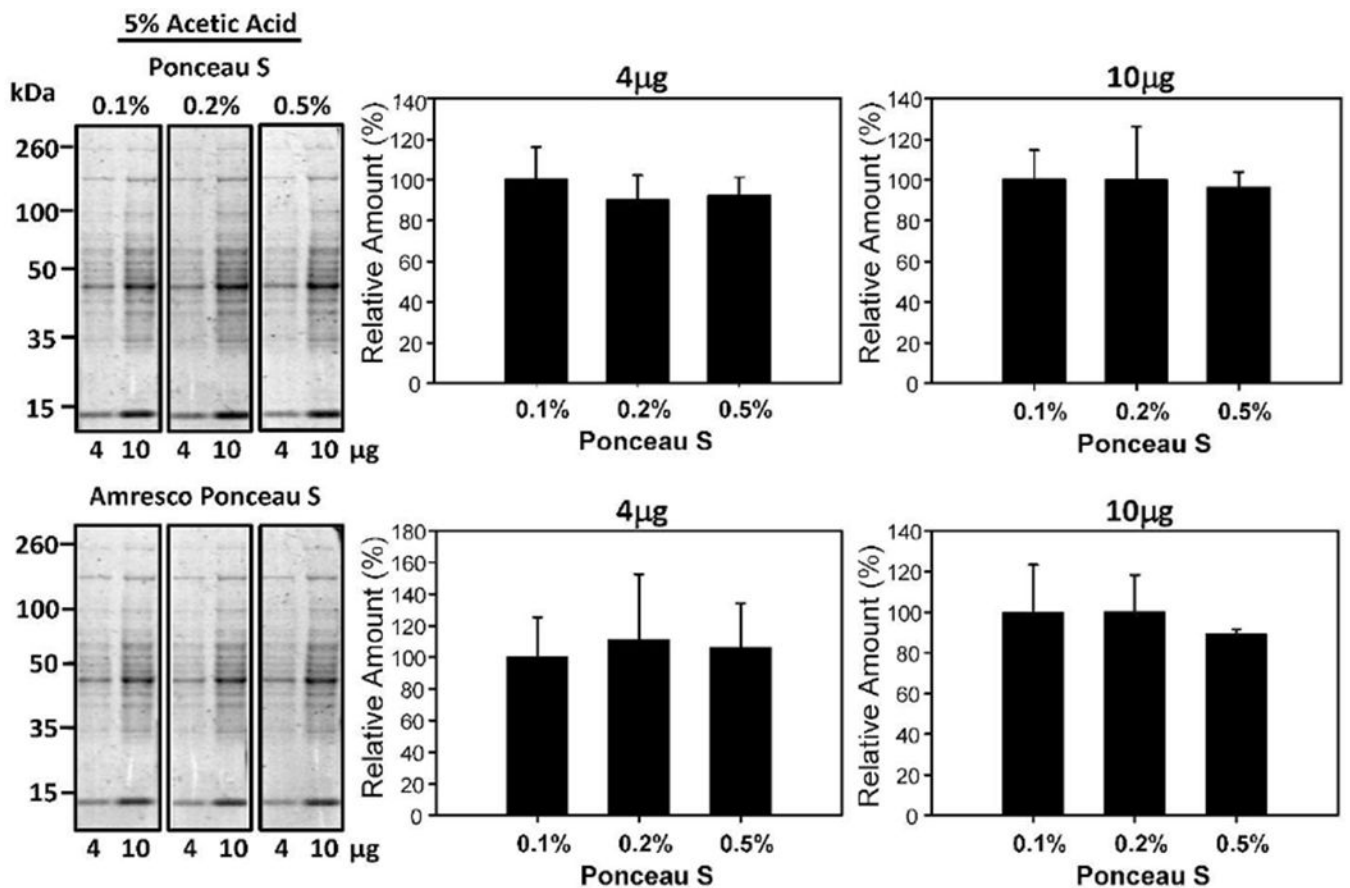 5% Acetic Acid
Ponceau S
kDa
0.1% 0.2% 0.5%
260
100
50
35
15
4 10 4 10 4 10 µg
4µg
Relative Amount (%)
140
120
100
80
60
40
20
0
0.1% 0.2% 0.5%
Ponceau S
10µg
Relative Amount (%)
140
120
100
80
60
40
20
0
0.1% 0.2% 0.5%
Ponceau S
Amresco Ponceau S
260
100
50
35
15
4 10 4 10 4 10 µg
4µg
Relative Amount (%)
180
160
140
120
100
80
60
40
20
0
0.1% 0.2% 0.5%
Ponceau S
10µg
Relative Amount (%)
140
120
100
80
60
40
20
0
0.1% 0.2% 0.5%
Ponceau S